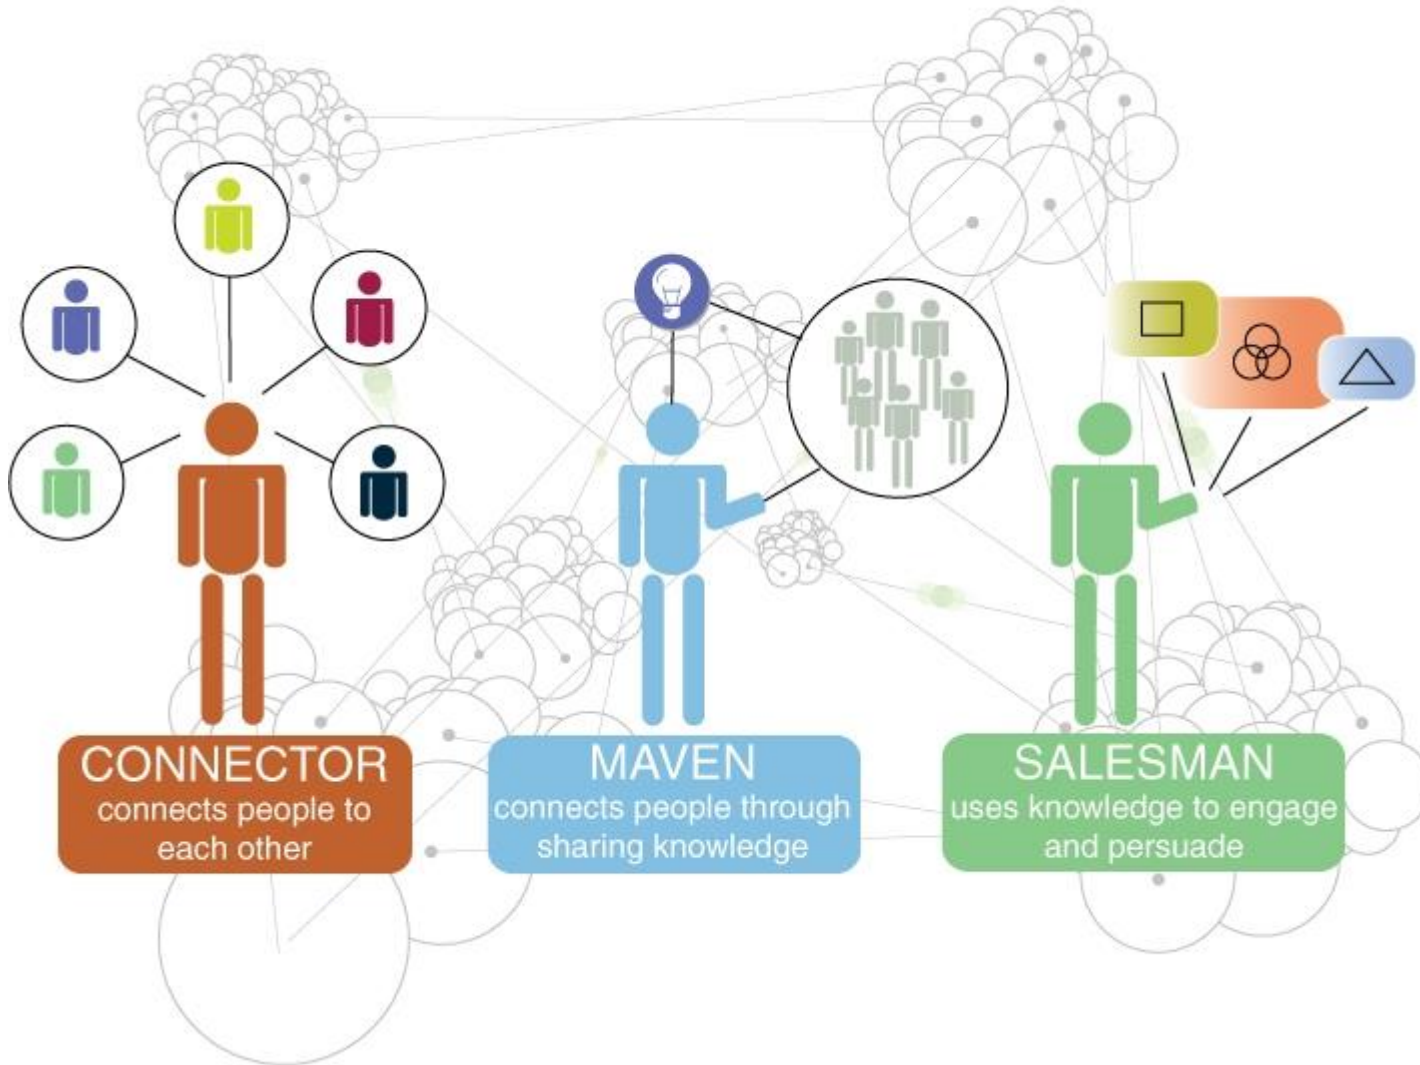 CONNECTOR
connects people to
each other
MAVEN
connects people through
sharing knowledge
SALESMAN
uses knowledge to engage
and persuade